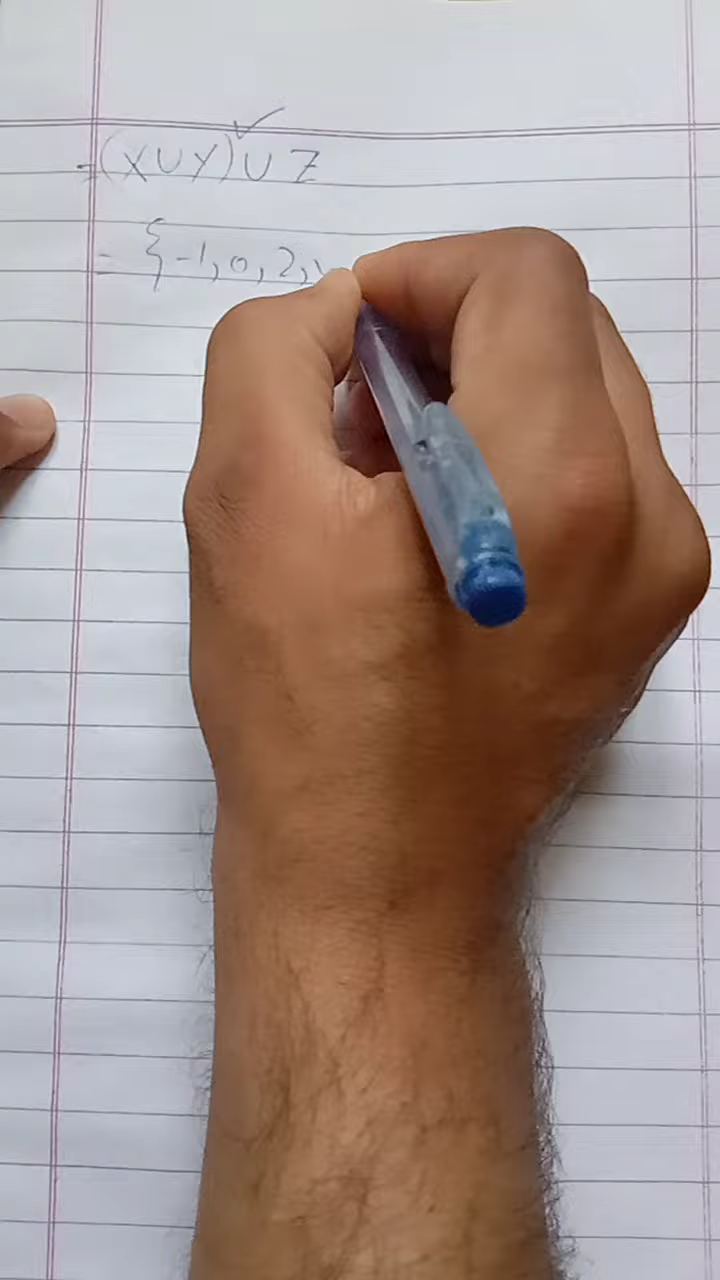 =(X∪Y)∪Z
= {-1,0,2,